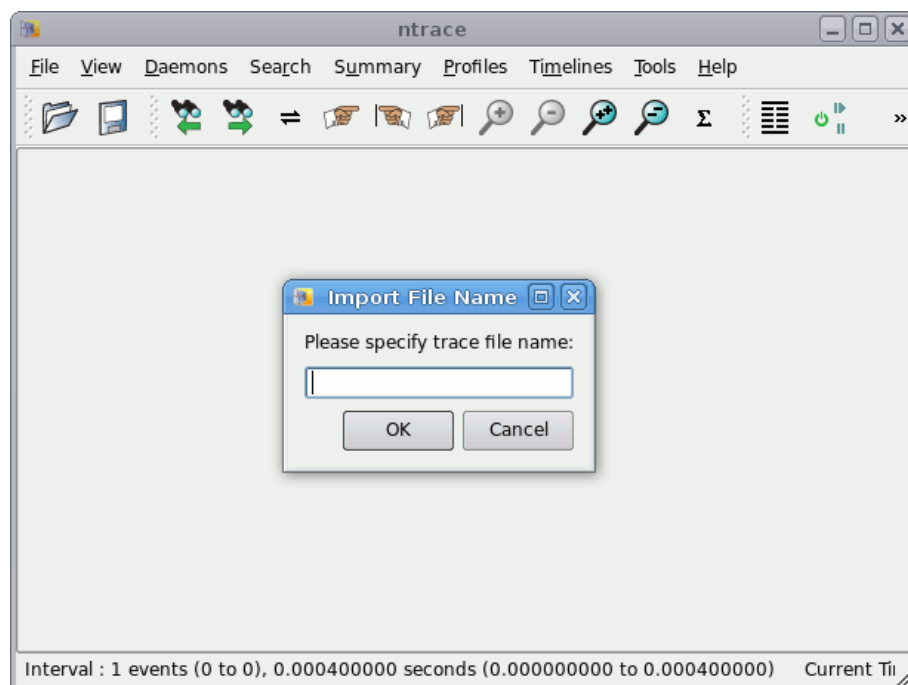 ntrace
File View Daemons Search Summary Profiles Timelines Tools Help
Σ »
Import File Name
Please specify trace file name:
OK Cancel
Interval : 1 events (0 to 0), 0.000400000 seconds (0.000000000 to 0.000400000) Current